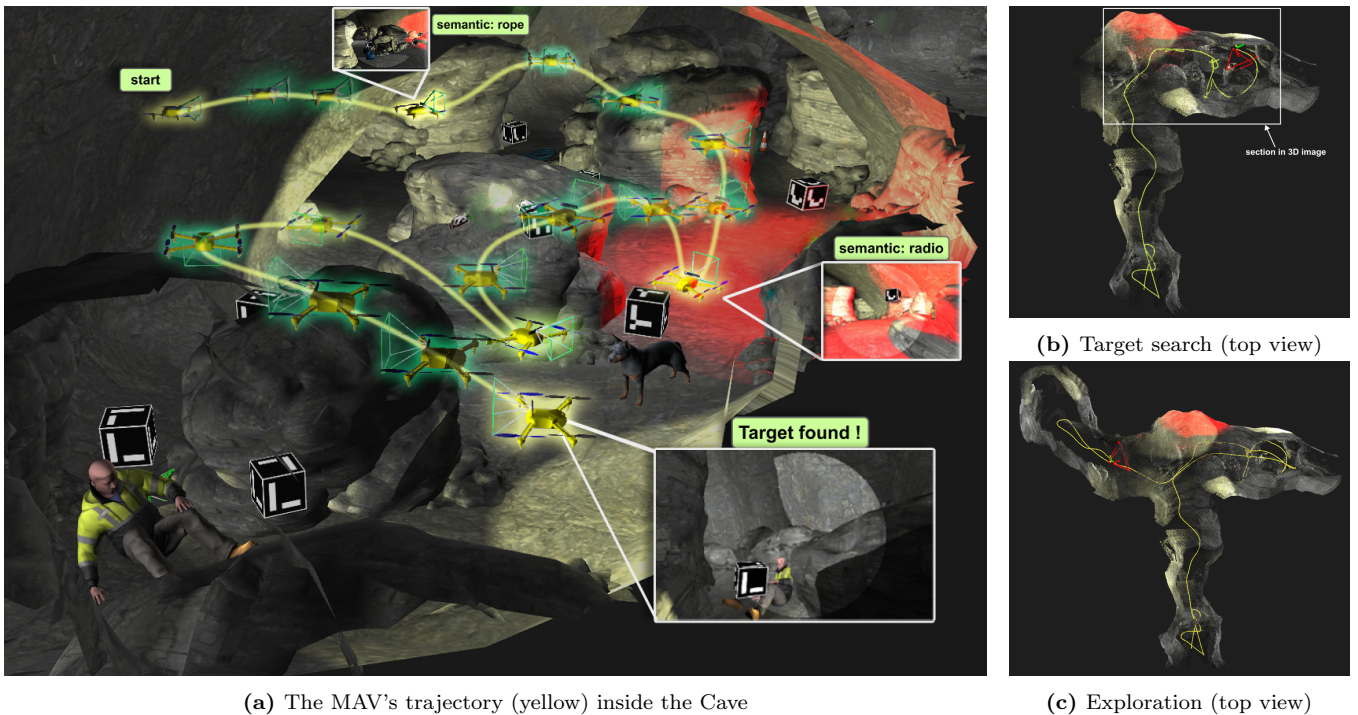 semantic: rope
start
semantic: radio
Target found !
section in 3D image
(b) Target search (top view)
(a) The MAV's trajectory (yellow) inside the Cave
(c) Exploration (top view)